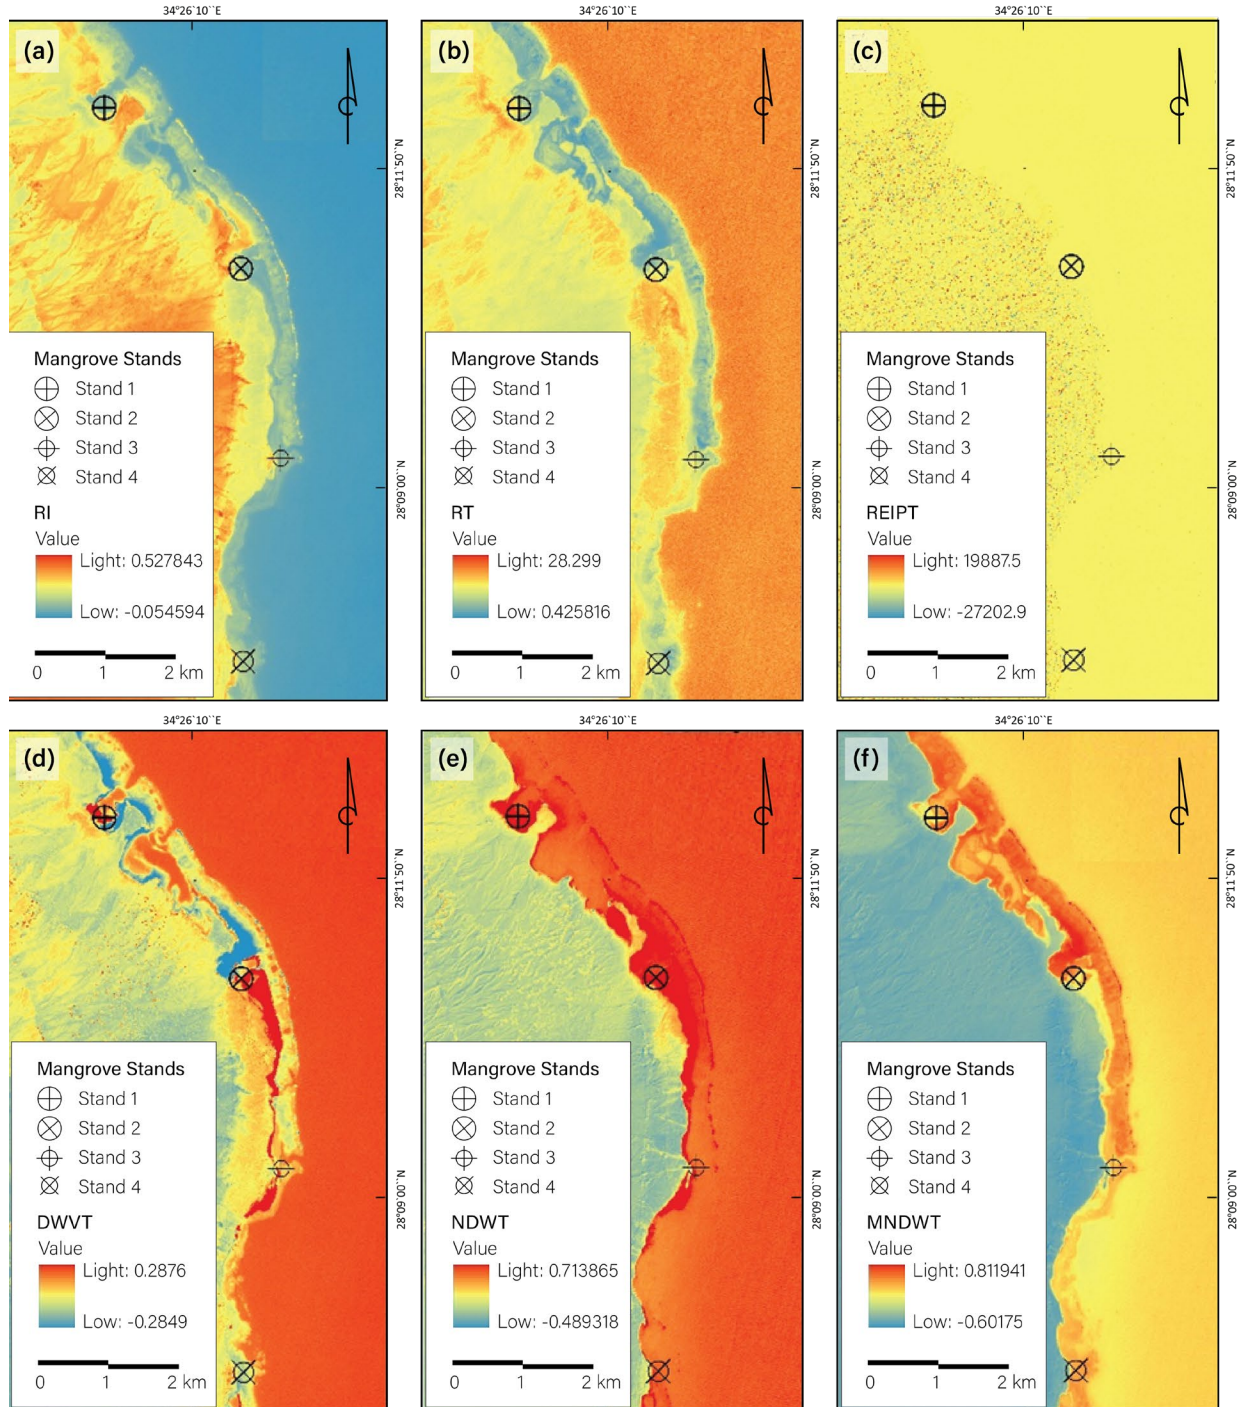 34°26´10´´E
34°26´10´´E
34°26´10´´E
(a)
(b)
(c)
28°11´50´´N
28°11´50´´N
28°11´50´´N
28°09´00´´N
28°09´00´´N
28°09´00´´N
Mangrove Stands
Stand 1
Stand 2
Stand 3
Stand 4
RI
Value
Light: 0.527843
Low: -0.054594
0 1 2 km
Mangrove Stands
Stand 1
Stand 2
Stand 3
Stand 4
RT
Value
Light: 28.299
Low: 0.425816
0 1 2 km
Mangrove Stands
Stand 1
Stand 2
Stand 3
Stand 4
REIPT
Value
Light: 19887.5
Low: -27202.9
0 1 2 km
34°26´10´´E
34°26´10´´E
34°26´10´´E
(d)
(e)
(f)
28°11´50´´N
28°11´50´´N
28°11´50´´N
28°09´00´´N
28°09´00´´N
28°09´00´´N
Mangrove Stands
Stand 1
Stand 2
Stand 3
Stand 4
DWVT
Value
Light: 0.2876
Low: -0.2849
0 1 2 km
Mangrove Stands
Stand 1
Stand 2
Stand 3
Stand 4
NDWT
Value
Light: 0.713865
Low: -0.489318
0 1 2 km
Mangrove Stands
Stand 1
Stand 2
Stand 3
Stand 4
MNDWT
Value
Light: 0.811941
Low: -0.60175
0 1 2 km